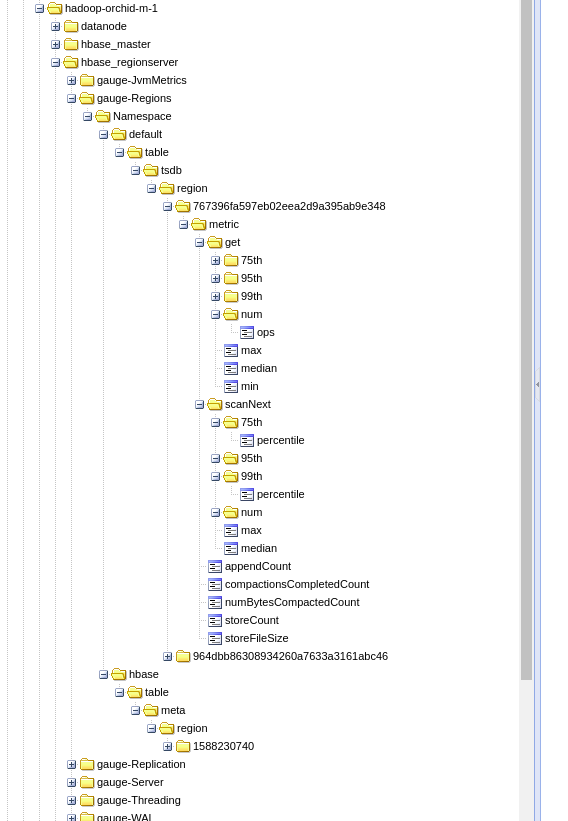 hadoop-orchid-m-1
datanode
hbase_master
hbase_regionserver
gauge-JvmMetrics
gauge-Regions
Namespace
default
table
tsdb
region
767396fa597eb02eea2d9a395ab9e348
metric
get
75th
95th
99th
num
ops
max
median
min
scanNext
75th
percentile
95th
99th
percentile
num
max
median
appendCount
compactionsCompletedCount
numBytesCompactedCount
storeCount
storeFileSize
964dbb86308934260a7633a3161abc46
hbase
table
meta
region
1588230740
gauge-Replication
gauge-Server
gauge-Threading
gauge-WAL